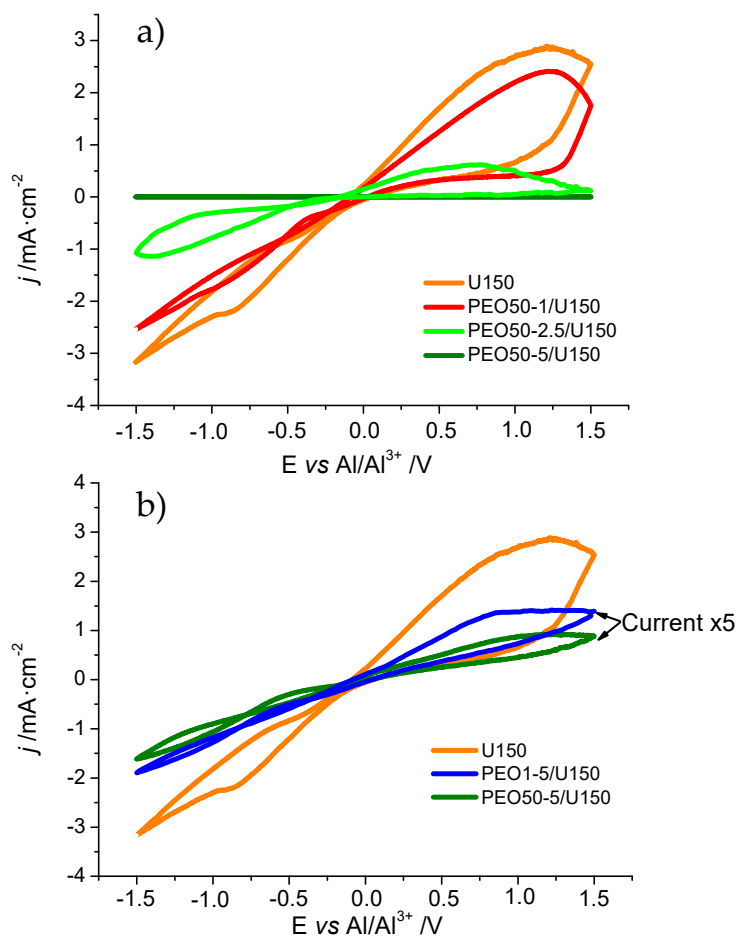 a)
4
3
2
1
0
-1
-2
-3
-4
j /mA·cm⁻²
U150
PEO50-1/U150
PEO50-2.5/U150
PEO50-5/U150
-1.5 -1.0 -0.5 0.0 0.5 1.0 1.5
E vs Al/Al³⁺ /V
b)
4
3
2
1
0
-1
-2
-3
-4
j /mA·cm⁻²
Current x5
U150
PEO1-5/U150
PEO50-5/U150
-1.5 -1.0 -0.5 0.0 0.5 1.0 1.5
E vs Al/Al³⁺ /V